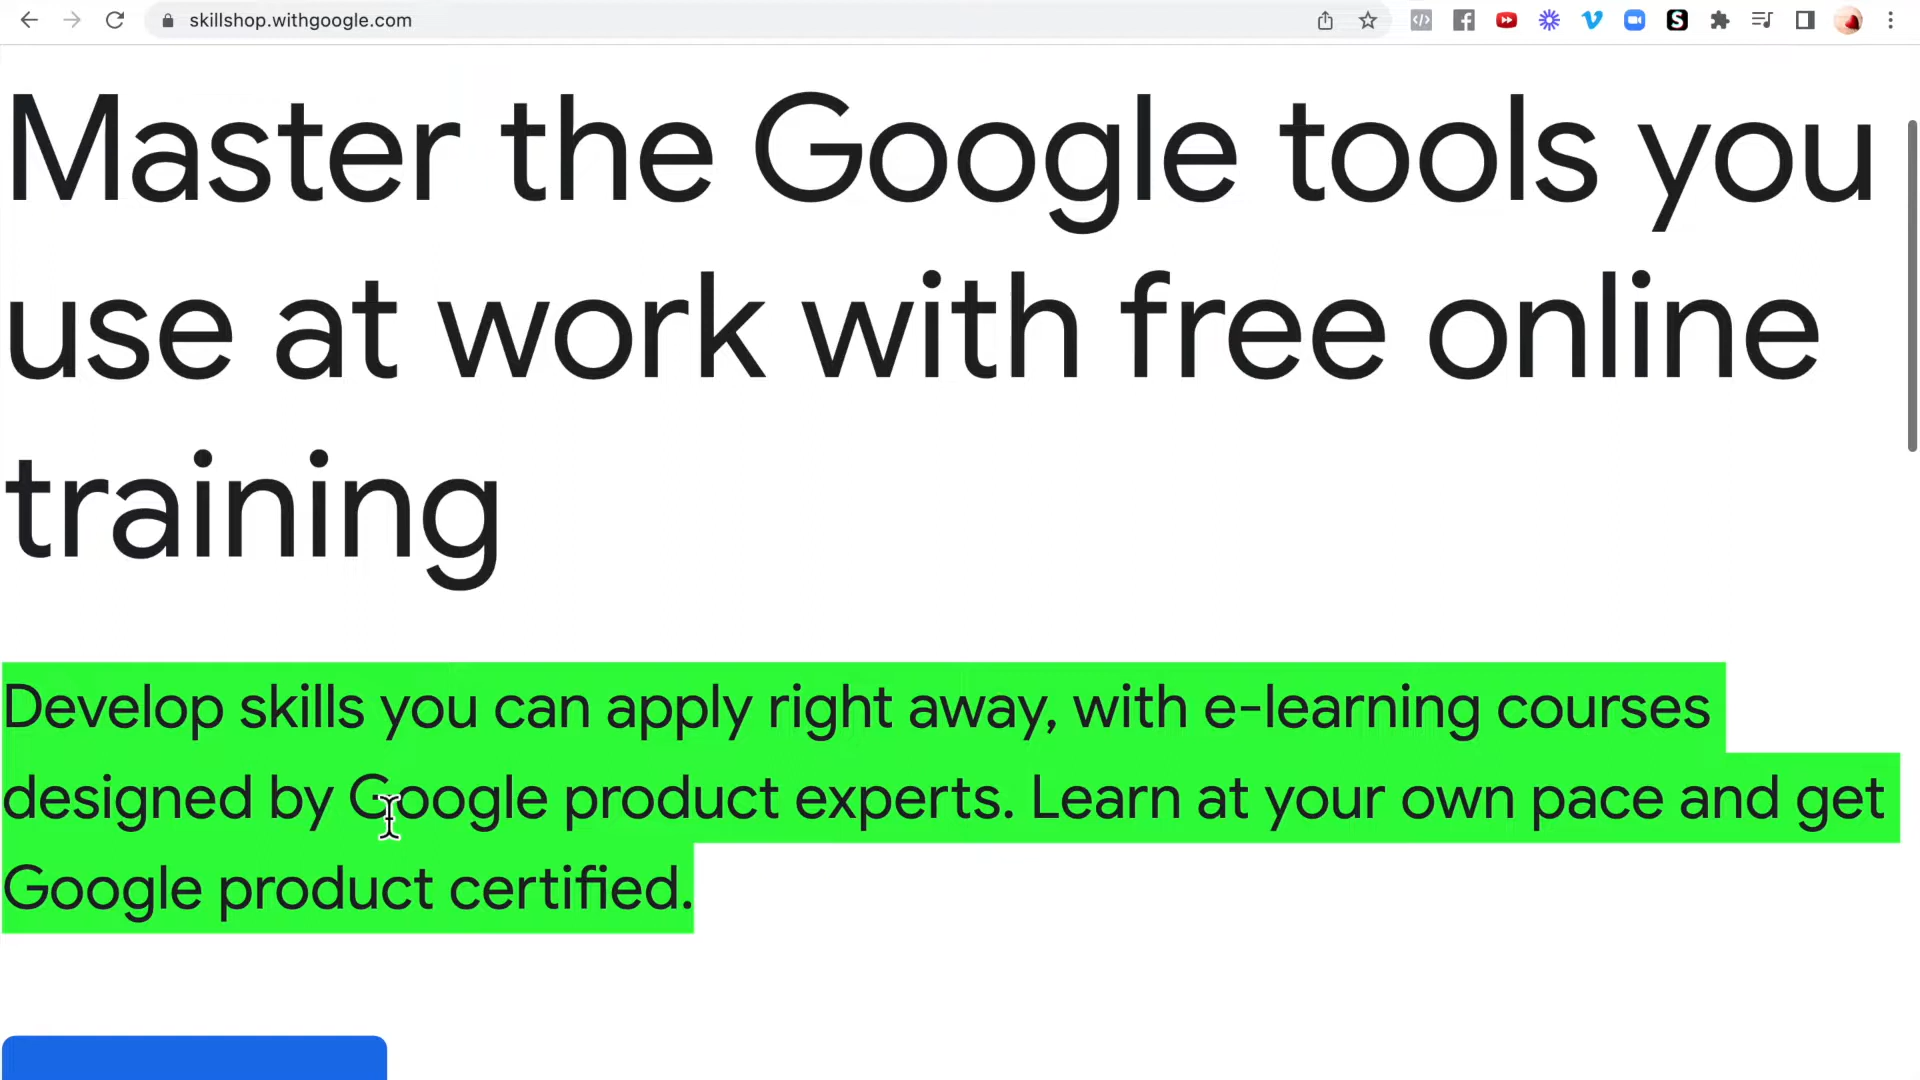 skillshop.withgoogle.com
Master the Google tools you
use at work with free online
training
Develop skills you can apply right away, with e-learning courses
designed by Google product experts. Learn at your own pace and get
Google product certified.